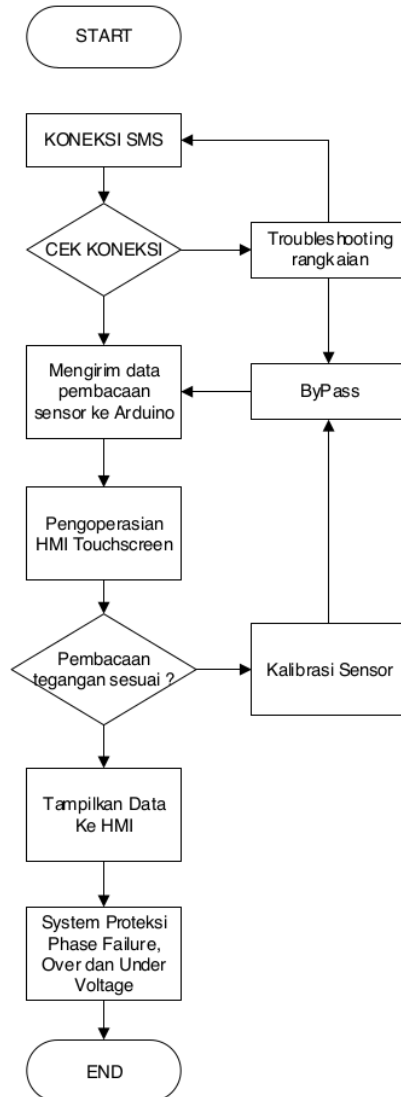 START
KONEKSI SMS
CEK KONEKSI
Troubleshooting
rangkaian
Mengirim data
pembacaan
sensor ke Arduino
ByPass
Pengoperasian
HMI Touchscreen
Pembacaan
tegangan sesuai ?
Kalibrasi Sensor
Tampilkan Data
Ke HMI
System Proteksi
Phase Failure,
Over dan Under
Voltage
END